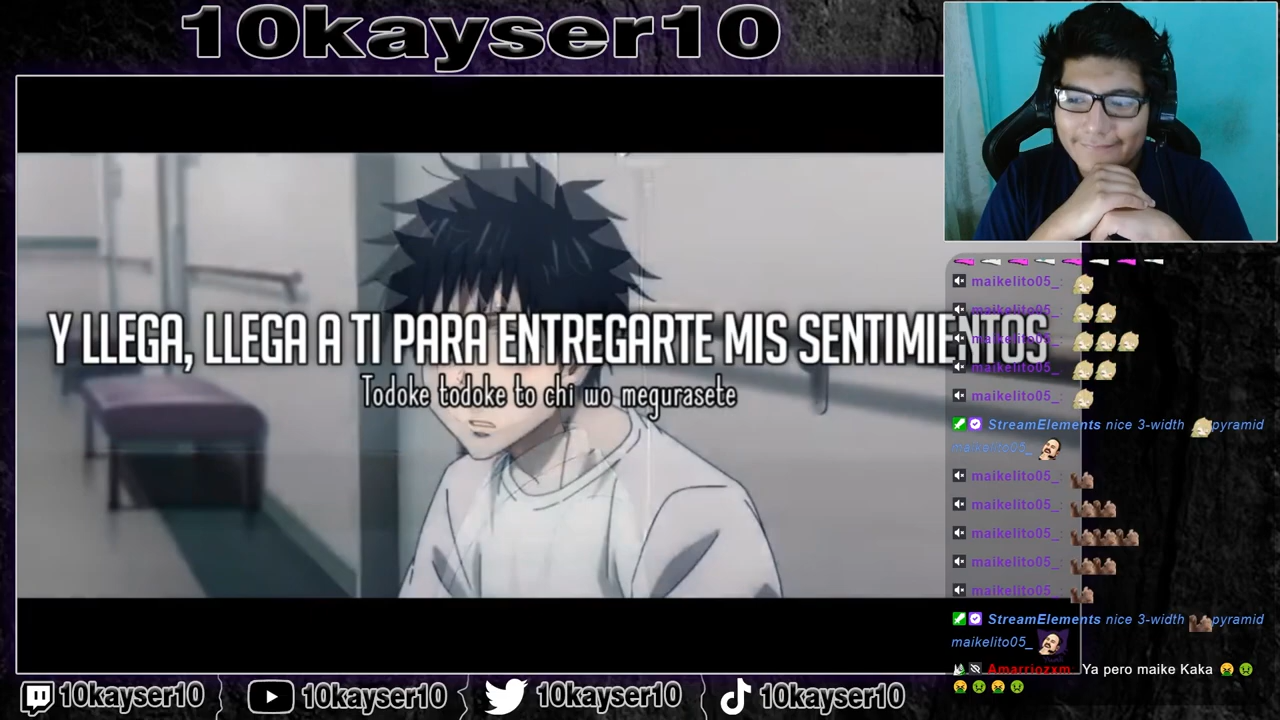 10kayser10
Y LLEGA, LLEGA A TI PARA ENTREGARTE MIS SENTIMIENTOS
Todoke todoke to chi wo megurasete
maikelito05_:
maikelito05_:
maikelito05_:
maikelito05_
maikelito05_:
StreamElements nice 3-width pyramid
maikelito05_
maikelito05_:
maikelito05_:
maikelito05_:
maikelito05_:
maikelito05_:
StreamElements nice 3-width pyramid
maikelito05_
Amarriozxm: Ya pero maike Kaka
10kayser10 10kayser10 10kayser10 10kayser10